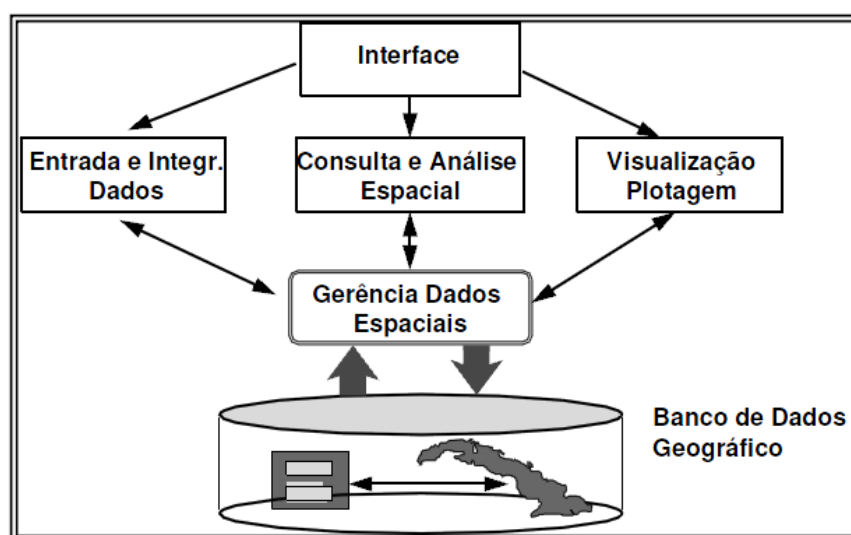 Interface
Entrada e Integr.
Dados
Consulta e Análise
Espacial
Visualização
Plotagem
Gerência Dados
Espaciais
Banco de Dados
Geográfico